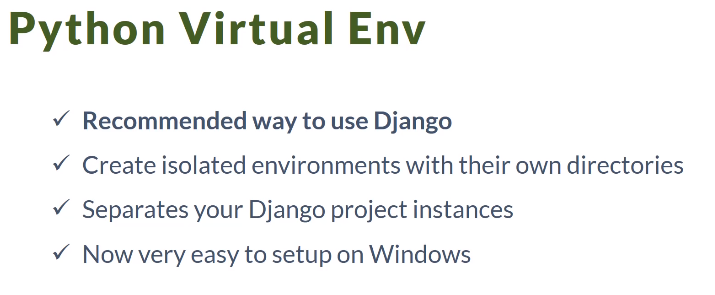 Python Virtual Env
✓ Recommended way to use Django
✓ Create isolated environments with their own directories
✓ Separates your Django project instances
✓ Now very easy to setup on Windows